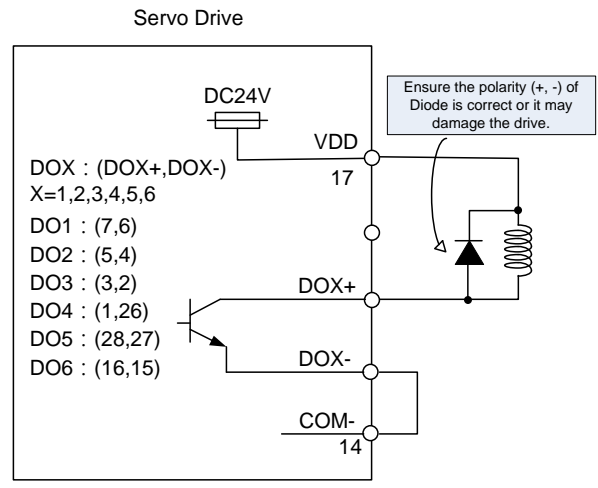 Servo Drive
DC24V
Ensure the polarity (+, -) of
Diode is correct or it may
damage the drive.
VDD
17
DOX : (DOX+,DOX-)
X=1,2,3,4,5,6
DO1 : (7,6)
DO2 : (5,4)
DO3 : (3,2)
DO4 : (1,26)
DO5 : (28,27)
DO6 : (16,15)
DOX+
DOX-
COM-
14